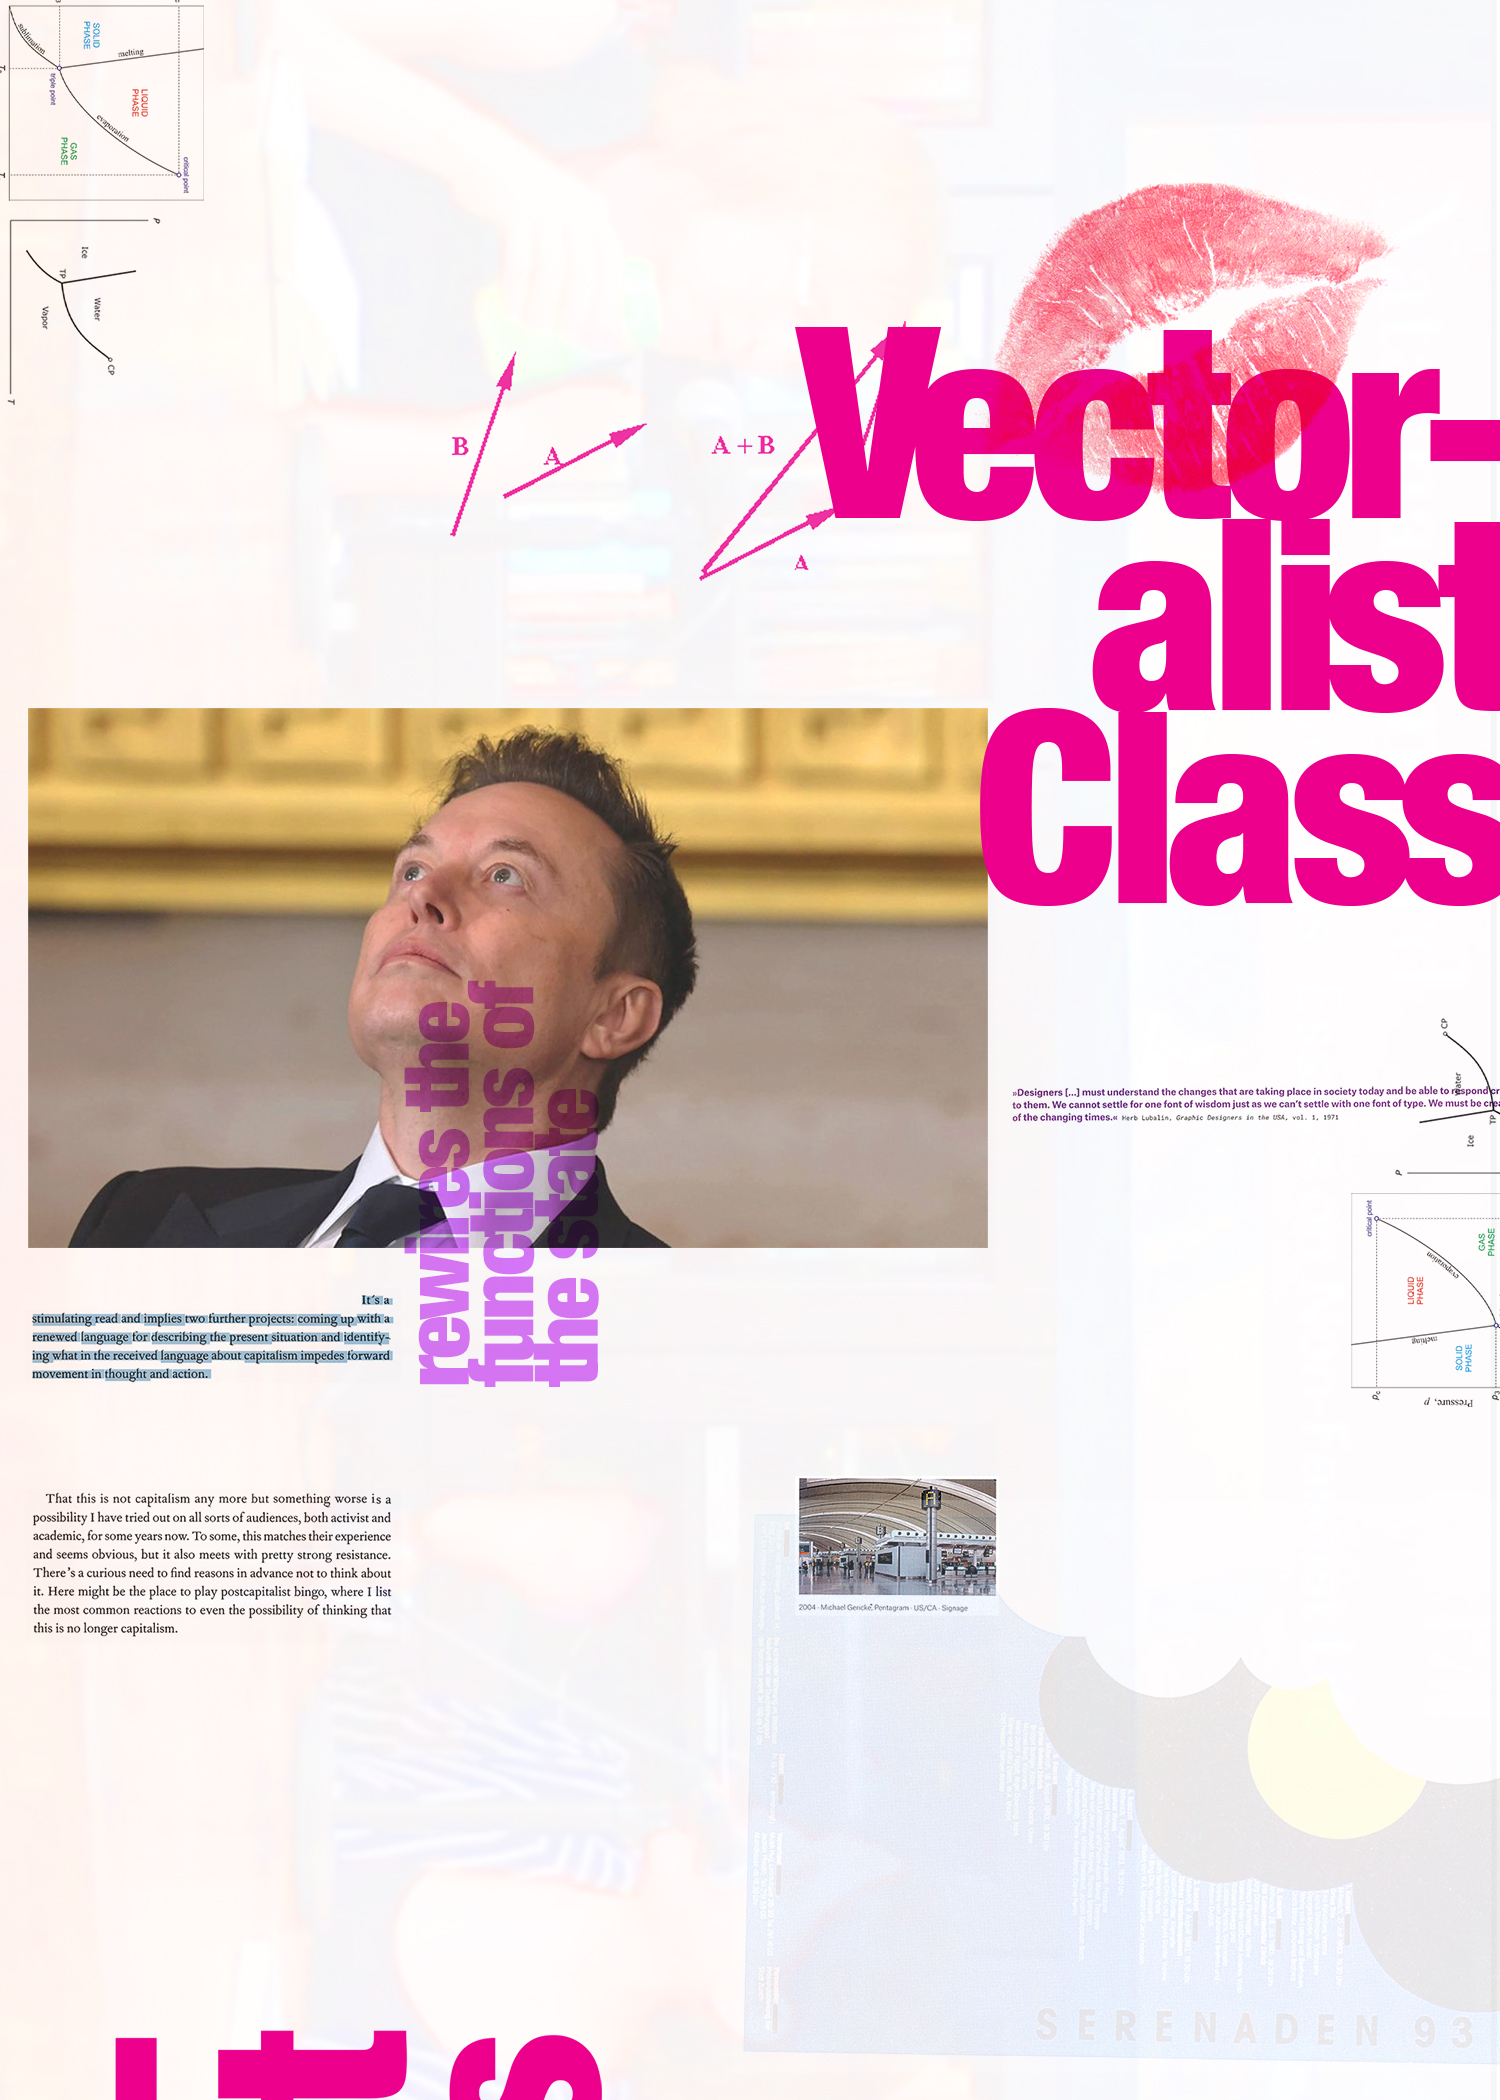 SOLID
PHASE
sublimation
melting
triple point
LIQUID
PHASE
evaporation
GAS
PHASE
critical point
P
Ice
TP
Water
Vapor
CP
T
B
A
A + B
A
Vector-
alist
Class
rewires the
functions of
the state
»Designers [...] must understand the changes that are taking place in society today and be able to respond cr
to them. We cannot settle for one font of wisdom just as we can't settle with one font of type. We must be crea
of the changing times.« Herb Lubalin, Graphic Designers in the USA, vol. 1, 1971
CP
Water
TP
Ice
P
critical point
GAS
PHASE
evaporation
LIQUID
PHASE
melting
SOLID
PHASE
Pc
P3
Pressure, p
It's a
stimulating read and implies two further projects: coming up with a
renewed language for describing the present situation and identify-
ing what in the received language about capitalism impedes forward
movement in thought and action.
That this is not capitalism any more but something worse is a
possibility I have tried out on all sorts of audiences, both activist and
academic, for some years now. To some, this matches their experience
and seems obvious, but it also meets with pretty strong resistance.
There's a curious need to find reasons in advance not to think about
it. Here might be the place to play postcapitalist bingo, where I list
the most common reactions to even the possibility of thinking that
this is no longer capitalism.
2004 · Michael Gericke, Pentagram · US/CA · Signage
SERENADEN 93